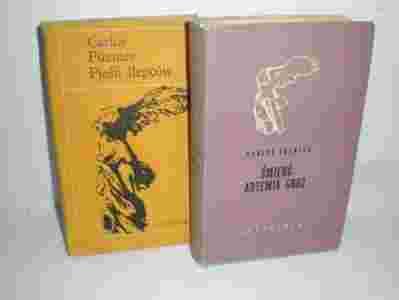 Carlos
Fuentes
Pieśń ślepców
CARLOS FUENTES
ŚMIERĆ
ARTEMIA CRUZ